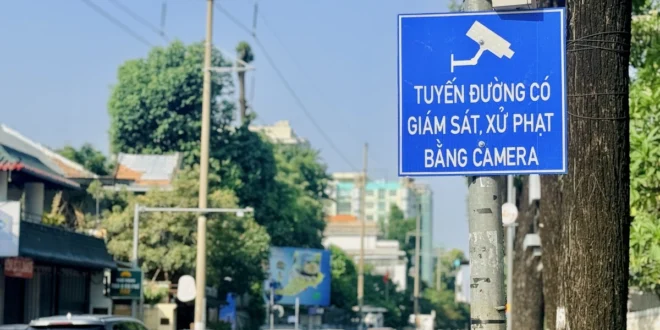 TUYẾN ĐƯỜNG CÓ
GIÁM SÁT, XỬ PHẠT
BẰNG CAMERA